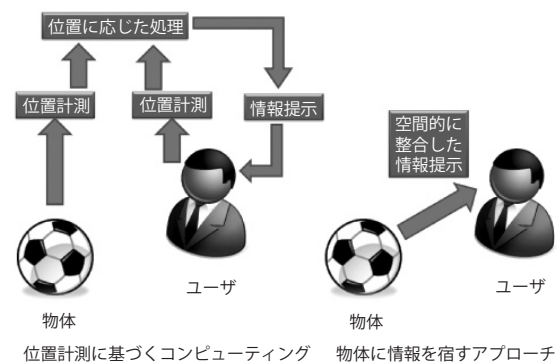 位置に応じた処理
位置計測
位置計測
情報提示
ユーザ
物体
位置計測に基づくコンピューティング
空間的に
整合した
情報提示
ユーザ
物体
物体に情報を宿すアプローチ